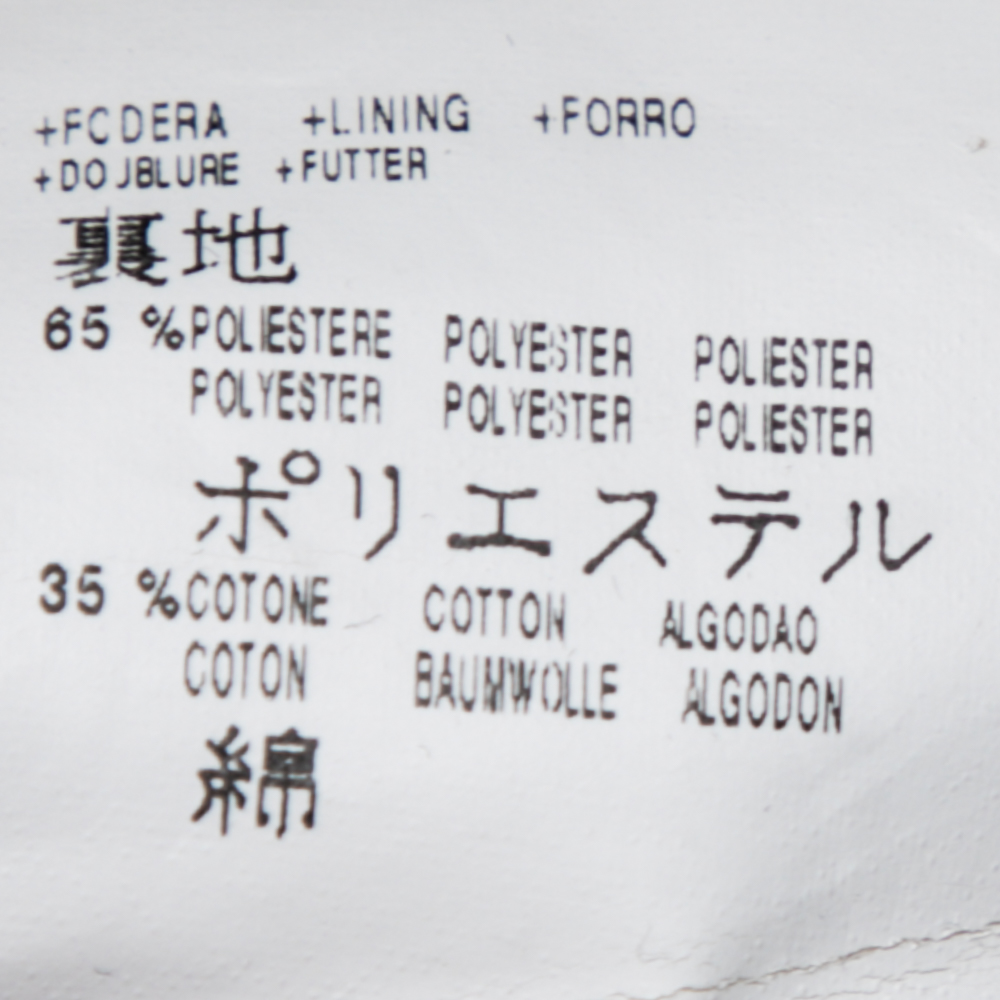 +FODERA +LINING +FORRO
+DOUBLURE +FUTTER
裏地
65 %POLIESTERE POLYESTER POLIESTER
POLYESTER POLYESTER POLIESTER
ポリエステル
35 %COTONE COTTON ALGODAO
COTON BAUMWOLLE ALGODON
綿